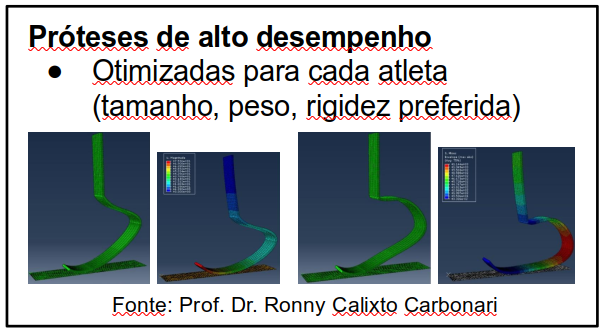 Próteses de alto desempenho
● Otimizadas para cada atleta
(tamanho, peso, rigidez preferida)
Fonte: Prof. Dr. Ronny Calixto Carbonari